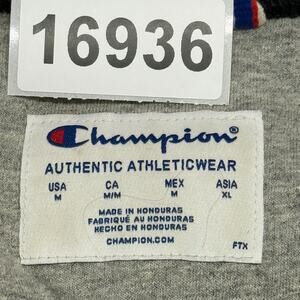 16936
Champion®
AUTHENTIC ATHLETICWEAR
USA CA MEX ASIA
M M/M M XL
MADE IN HONDURAS
FABRIQUÉ AU HONDURAS
HECHO EN HONDURAS
CHAMPION.COM
FTX